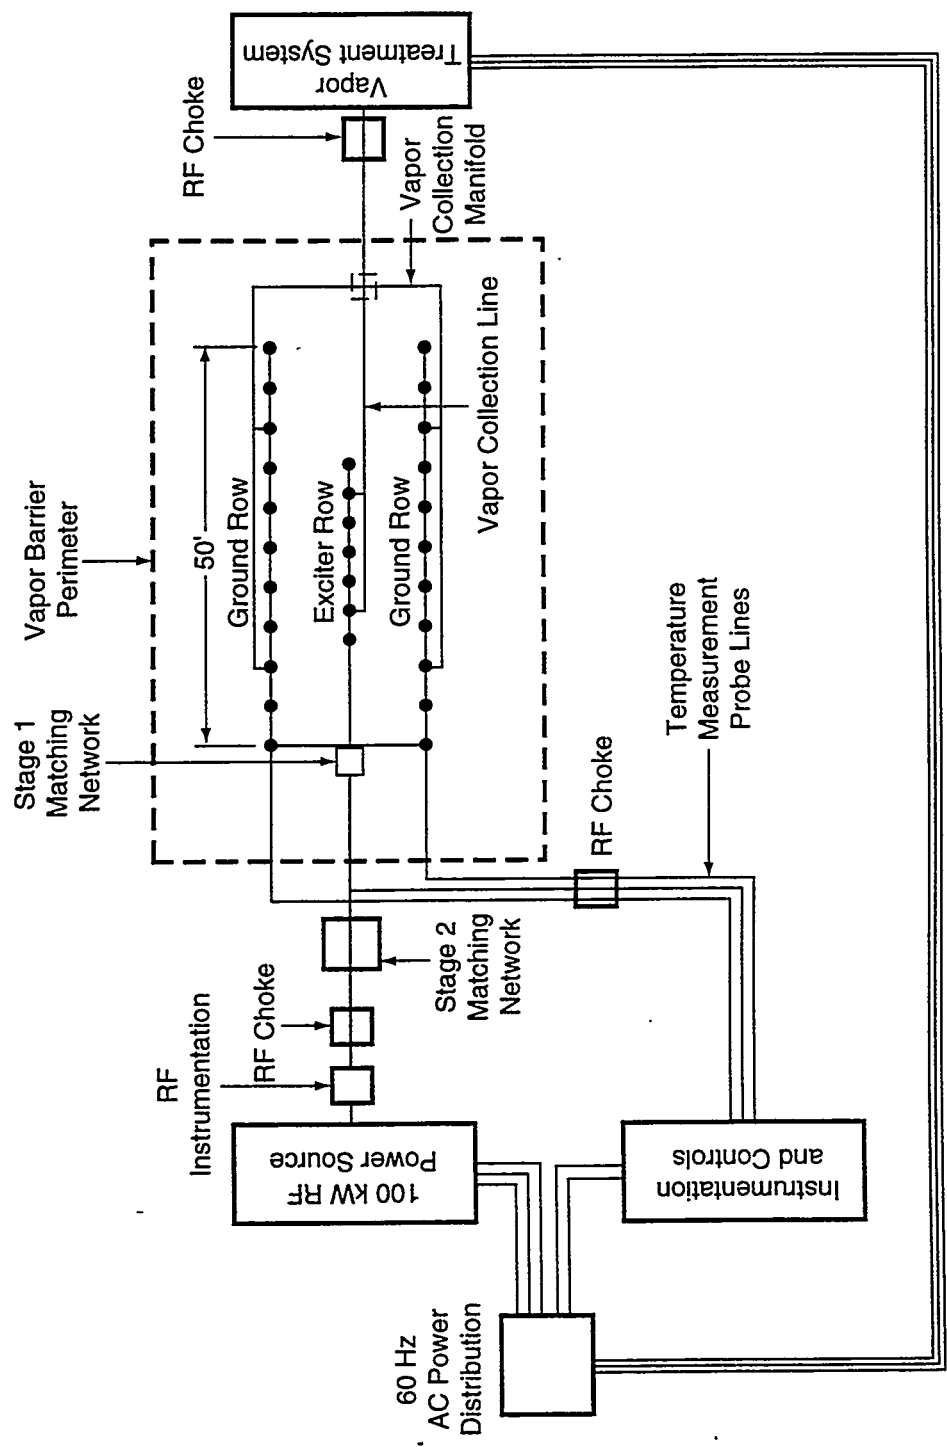 Vapor
Treatment System
RF Choke
Vapor
Collection
Manifold
Vapor Barrier
Perimeter
50'
Ground Row
Exciter Row
Ground Row
Vapor Collection Line
Stage 1
Matching
Network
RF Choke
Temperature
Measurement
Probe Lines
Stage 2
Matching
Network
RF Choke
RF
Instrumentation
100 kW RF
Power Source
Instrumentation
and Controls
60 Hz
AC Power
Distribution